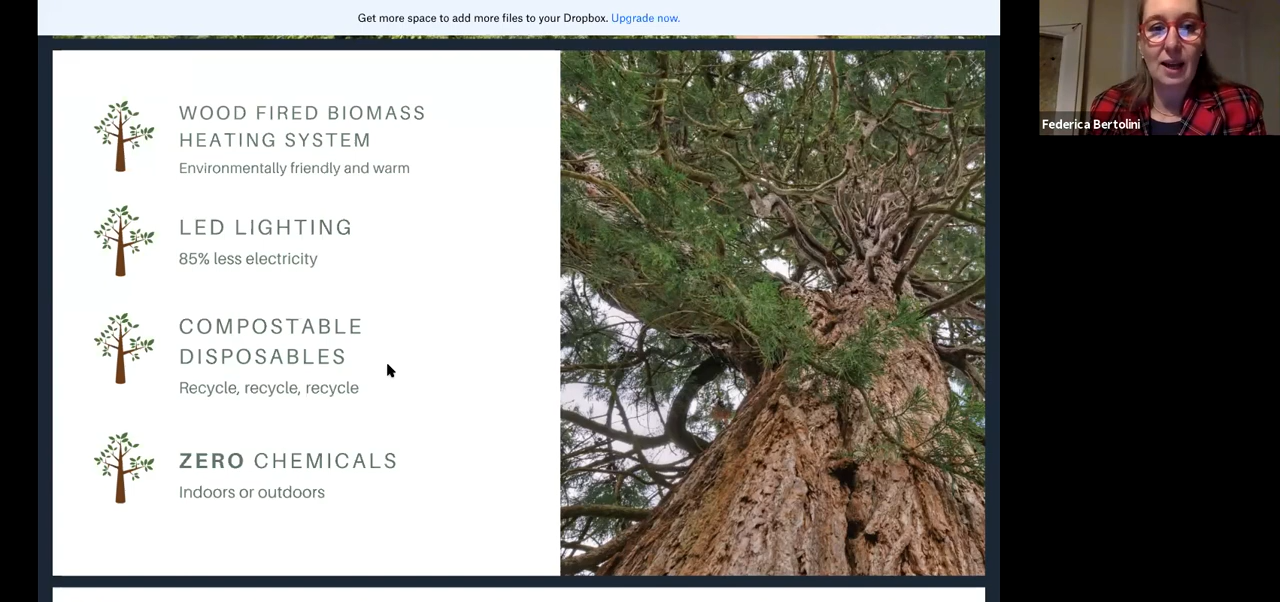 Get more space to add more files to your Dropbox. Upgrade now.
WOOD FIRED BIOMASS
HEATING SYSTEM
Environmentally friendly and warm
LED LIGHTING
85% less electricity
COMPOSTABLE
DISPOSABLES
Recycle, recycle, recycle
ZERO CHEMICALS
Indoors or outdoors
Federica Bertolini